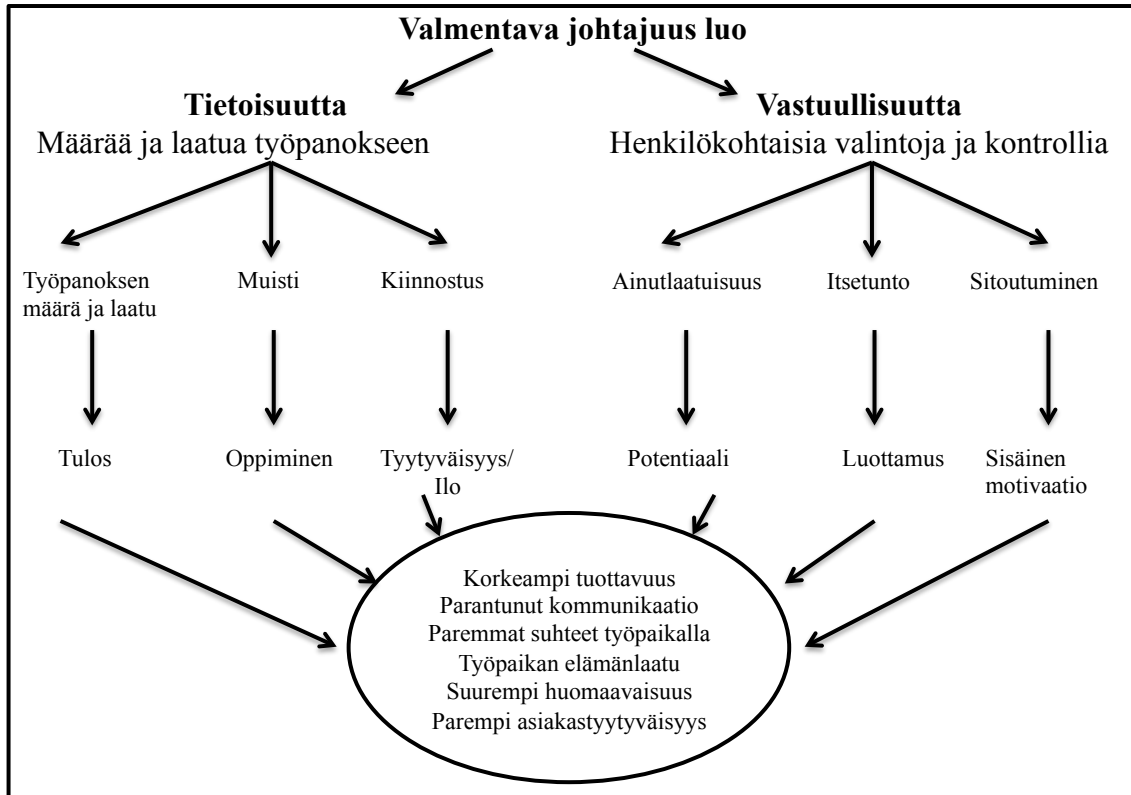 Valmentava johtajuus luo
Tietoisuutta
Määrää ja laatua työpanokseen
Vastuullisuutta
Henkilökohtaisia valintoja ja kontrollia
Työpanoksen
määrä ja laatu
Muisti
Kiinnostus
Ainutlaatuisuus
Itsetunto
Sitoutuminen
Tulos
Oppiminen
Tyytyväisyys/
Ilo
Potentiaali
Luottamus
Sisäinen
motivaatio
Korkeampi tuottavuus
Parantunut kommunikaatio
Paremmat suhteet työpaikalla
Työpaikan elämänlaatu
Suurempi huomaavaisuus
Parempi asiakastyytyväisyys